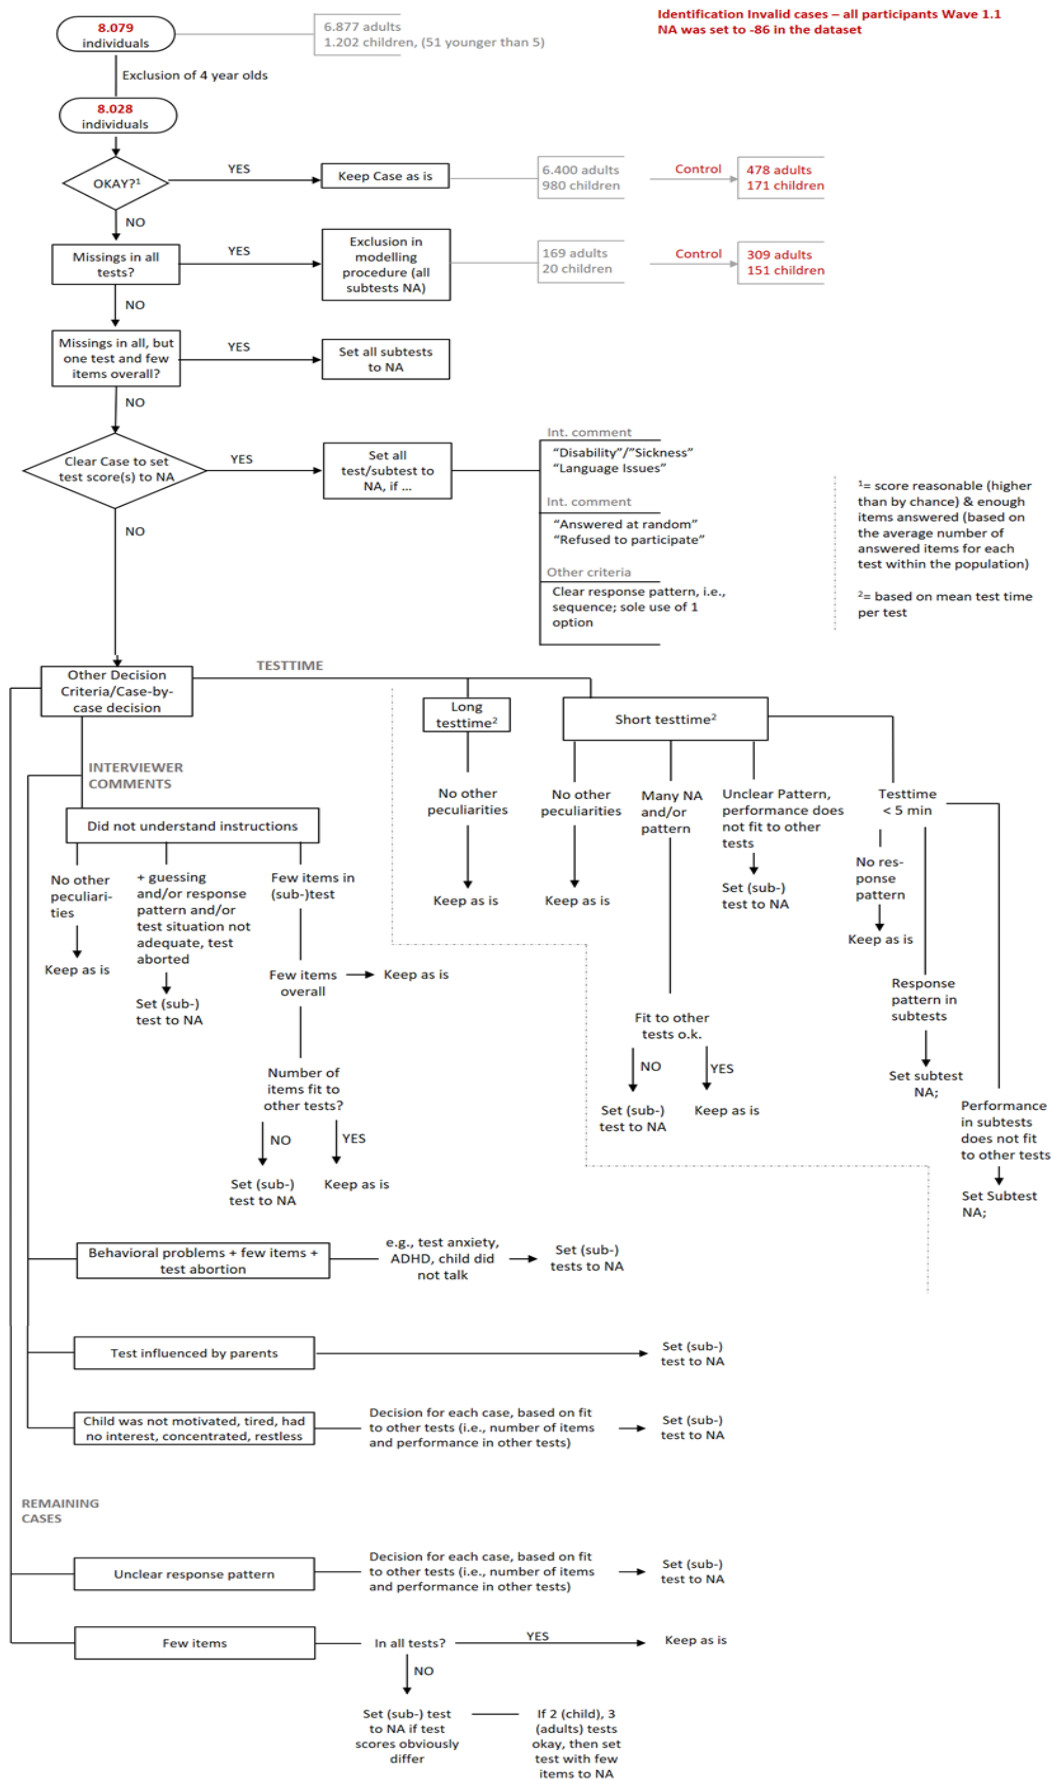 Identification Invalid cases – all participants Wave 1.1
NA was set to -86 in the dataset
8.079
individuals
6.877 adults
1.202 children, (51 younger than 5)
Exclusion of 4 year olds
8.028
individuals
OKAY?¹
YES
Keep Case as is
6.400 adults
980 children
Control
478 adults
171 children
NO
Missings in all
tests?
YES
Exclusion in
modelling
procedure (all
subtests NA)
169 adults
20 children
Control
309 adults
151 children
NO
Missings in all, but
one test and few
items overall?
YES
Set all subtests
to NA
NO
Clear Case to set
test score(s) to NA
YES
Set all
test/subtest to
NA, if ...
Int. comment
“Disability”/”Sickness”
“Language Issues”
Int. comment
“Answered at random”
“Refused to participate”
Other criteria
Clear response pattern, i.e.,
sequence; sole use of 1
option
¹= score reasonable (higher
than by chance) & enough
items answered (based on
the average number of
answered items for each
test within the population)
²= based on mean test time
per test
NO
Other Decision
Criteria/Case-by-
case decision
TESTTIME
Long
testtime²
Short testtime²
No other
peculiarities
Keep as is
No other
peculiarities
Keep as is
Many NA
and/or
pattern
Fit to other
tests o.k.
NO
YES
Set (sub-)
test to NA
Keep as is
Unclear Pattern,
performance does
not fit to other
tests
Set (sub-)
test to NA
Testtime
< 5 min
No res-
ponse
pattern
Keep as is
Response
pattern in
subtests
Set subtest
NA;
Performance
in subtests
does not fit
to other tests
Set Subtest
NA;
INTERVIEWER
COMMENTS
Did not understand instructions
No other
peculiari-
ties
Keep as is
+ guessing
and/or response
pattern and/or
test situation not
adequate, test
aborted
Set (sub-)
test to NA
Few items in
(sub-)test
Few items
overall
Keep as is
Number of
items fit to
other tests?
NO
YES
Set (sub-)
test to NA
Keep as is
Behavioral problems + few items +
test abortion
e.g., test anxiety,
ADHD, child did
not talk
Set (sub-)
tests to NA
Test influenced by parents
Set (sub-)
test to NA
Child was not motivated, tired, had
no interest, concentrated, restless
Decision for each case, based on fit
to other tests (i.e., number of items
and performance in other tests)
Set (sub-)
test to NA
REMAINING
CASES
Unclear response pattern
Decision for each case, based on fit
to other tests (i.e., number of items
and performance in other tests)
Set (sub-)
test to NA
Few items
In all tests?
YES
Keep as is
NO
Set (sub-) test
to NA if test
scores obviously
differ
If 2 (child), 3
(adults) tests
okay, then set
test with few
items to NA